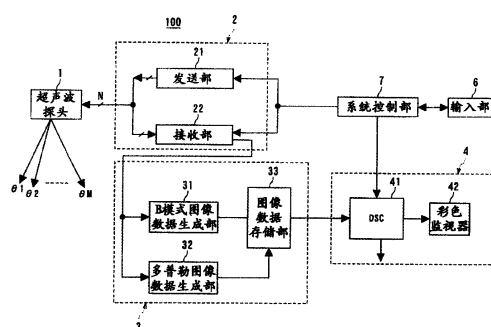 100
2
1
超声波
探头
N
21
发送部
22
接收部
7
系统控制部
6
输入部
θ1
θ2
θM
31
B模式图像
数据生成部
32
多普勒图像
数据生成部
33
图像
数据
存储部
3
4
41
DSC
42
彩色
监视器